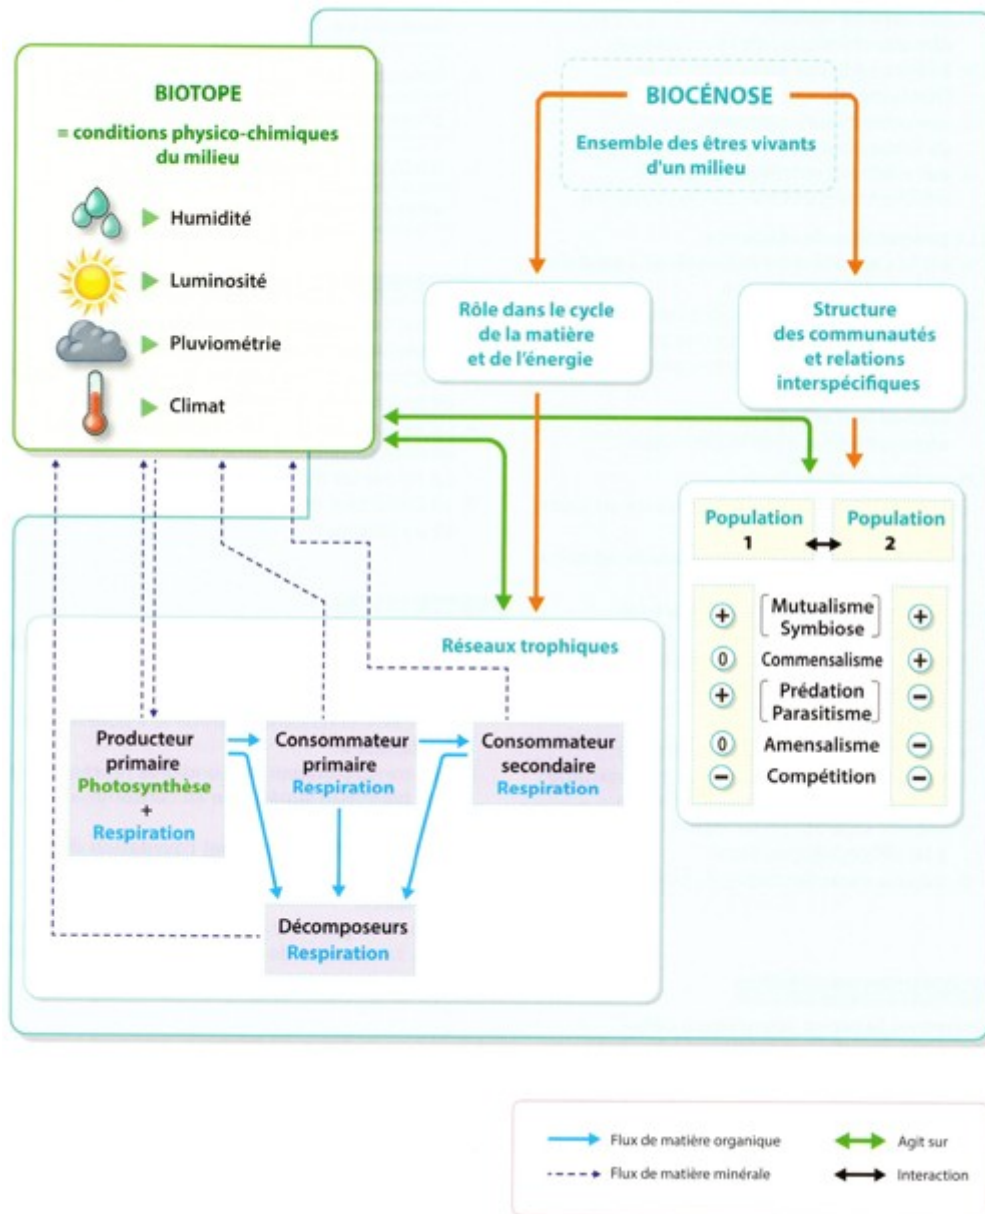 BIOTOPE
= conditions physico-chimiques
du milieu
Humidité
Luminosité
Pluviométrie
Climat
BIOCÉNOSE
Ensemble des êtres vivants
d'un milieu
Rôle dans le cycle
de la matière
et de l'énergie
Structure
des communautés
et relations
interspécifiques
Population
1
Population
2
+ Mutualisme
Symbiose +
0 Commensalisme +
+ Prédation
Parasitisme −
0 Amensalisme −
− Compétition −
Réseaux trophiques
Producteur
primaire
Photosynthèse
+
Respiration
Consommateur
primaire
Respiration
Consommateur
secondaire
Respiration
Décomposeurs
Respiration
Flux de matière organique
Flux de matière minérale
Agit sur
Interaction